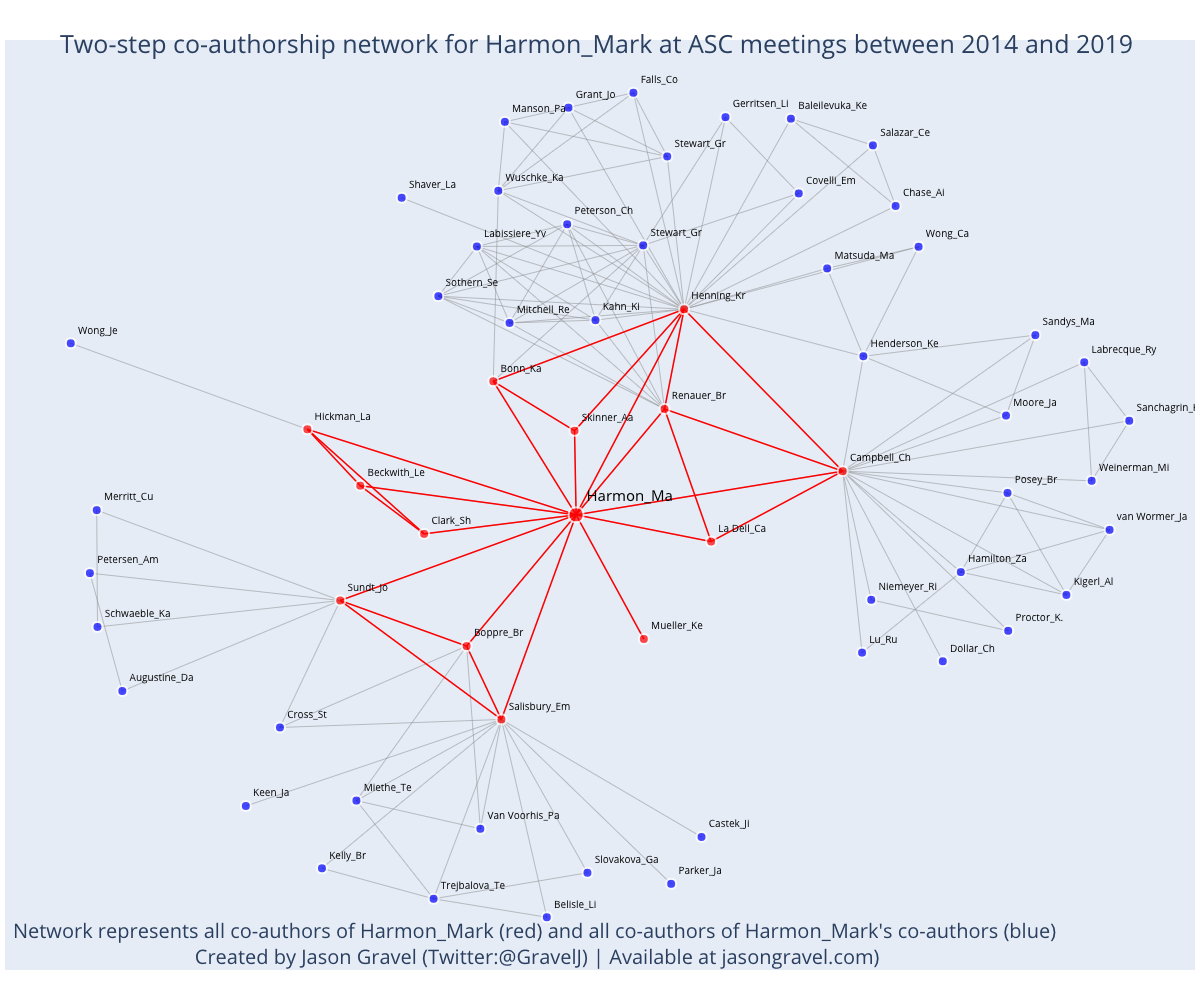 Two-step co-authorship network for Harmon_Mark at ASC meetings between 2014 and 2019
Falls_Co
Grant_Jo
Manson_Pa
Gerritsen_Li
Baleilevuka_Ke
Salazar_Ce
Stewart_Gr
Wuschke_Ka
Shaver_La
Covelli_Em
Chase_Ai
Peterson_Ch
Labissiere_Yv
Stewart_Gr
Wong_Ca
Matsuda_Ma
Sothern_Se
Henning_Kr
Mitchell_Re
Kahn_Ki
Sandys_Ma
Wong_Je
Henderson_Ke
Labrecque_Ry
Bonn_Ka
Renauer_Br
Moore_Ja
Sanchagrin_
Hickman_La
Skinner_Aa
Campbell_Ch
Weinerman_Mi
Beckwith_Le
Posey_Br
Harmon_Ma
Merritt_Cu
Clark_Sh
La Dell_Ca
van Wormer_Ja
Petersen_Am
Hamilton_Za
Sundt_Jo
Niemeyer_Ri
Kigerl_Al
Schwaeble_Ka
Proctor_K.
Boppre_Br
Mueller_Ke
Lu_Ru
Dollar_Ch
Augustine_Da
Salisbury_Em
Cross_St
Keen_Ja
Miethe_Te
Van Voorhis_Pa
Castek_Ji
Kelly_Br
Slovakova_Ga
Parker_Ja
Trejbalova_Te
Belisle_Li
Network represents all co-authors of Harmon_Mark (red) and all co-authors of Harmon_Mark's co-authors (blue)
Created by Jason Gravel (Twitter:@GravelJ) | Available at jasongravel.com)